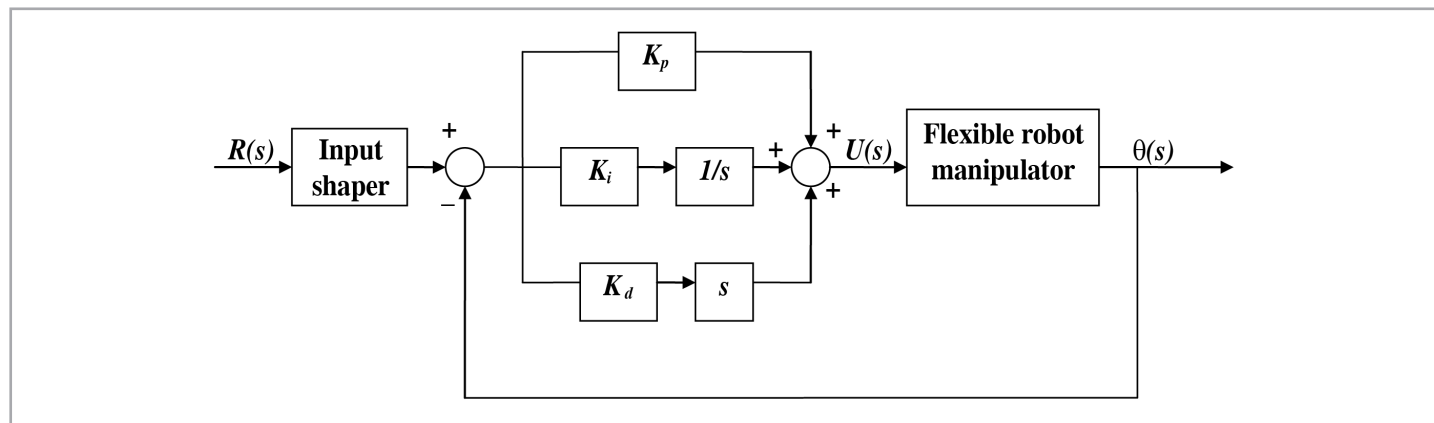 K_p
+
+
R(s)
Input
shaper
K_i
1/s
+
U(s)
Flexible robot
manipulator
θ(s)
−
+
K_d
s